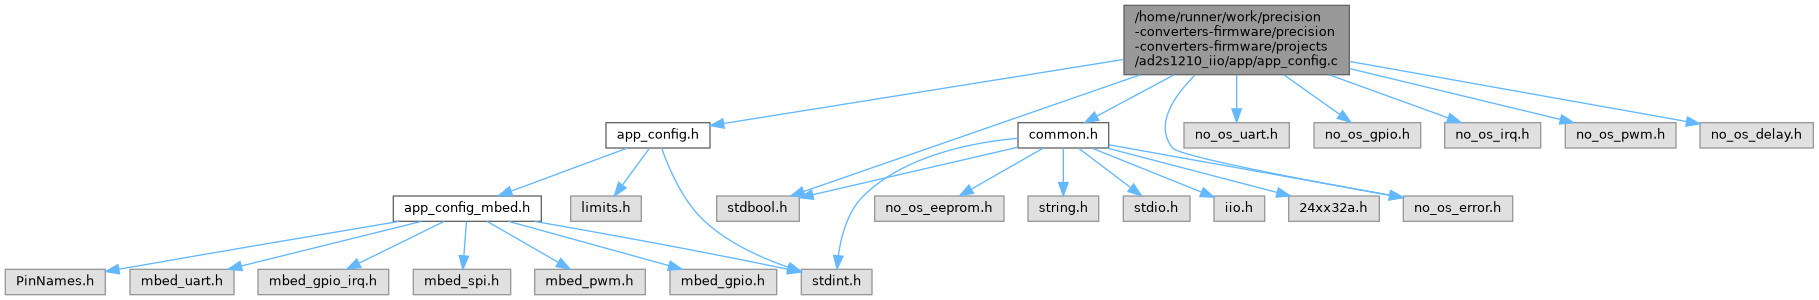 /home/runner/work/precision
-converters-firmware/precision
-converters-firmware/projects
/ad2s1210_iio/app/app_config.c
app_config.h
common.h
no_os_uart.h
no_os_gpio.h
no_os_irq.h
no_os_pwm.h
no_os_delay.h
app_config_mbed.h
limits.h
stdbool.h
no_os_eeprom.h
string.h
stdio.h
iio.h
24xx32a.h
no_os_error.h
PinNames.h
mbed_uart.h
mbed_gpio_irq.h
mbed_spi.h
mbed_pwm.h
mbed_gpio.h
stdint.h